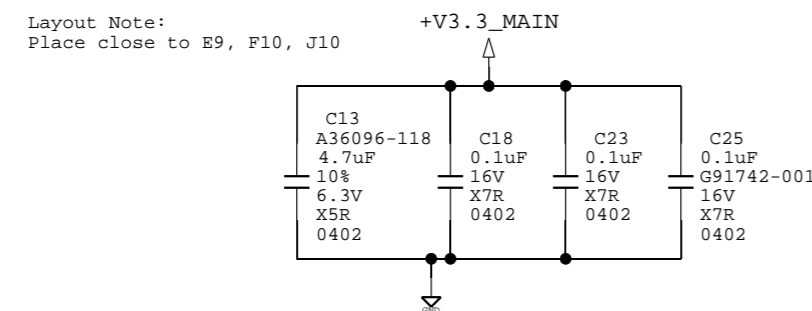 Layout Note:
Place close to E9, F10, J10
+V3.3_MAIN
C13
A36096-118
4.7uF
10%
6.3V
X5R
0402
C18
0.1uF
16V
X7R
0402
C23
0.1uF
16V
X7R
0402
C25
0.1uF
G91742-001
16V
X7R
0402
GND